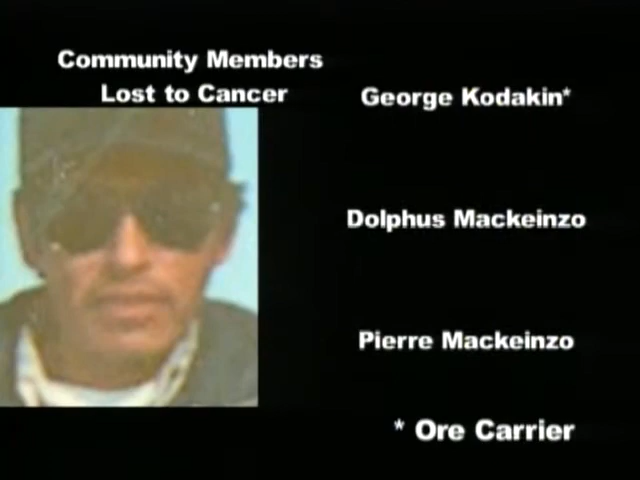 Community Members
Lost to Cancer
George Kodakin*
Dolphus Mackeinzo
Pierre Mackeinzo
* Ore Carrier